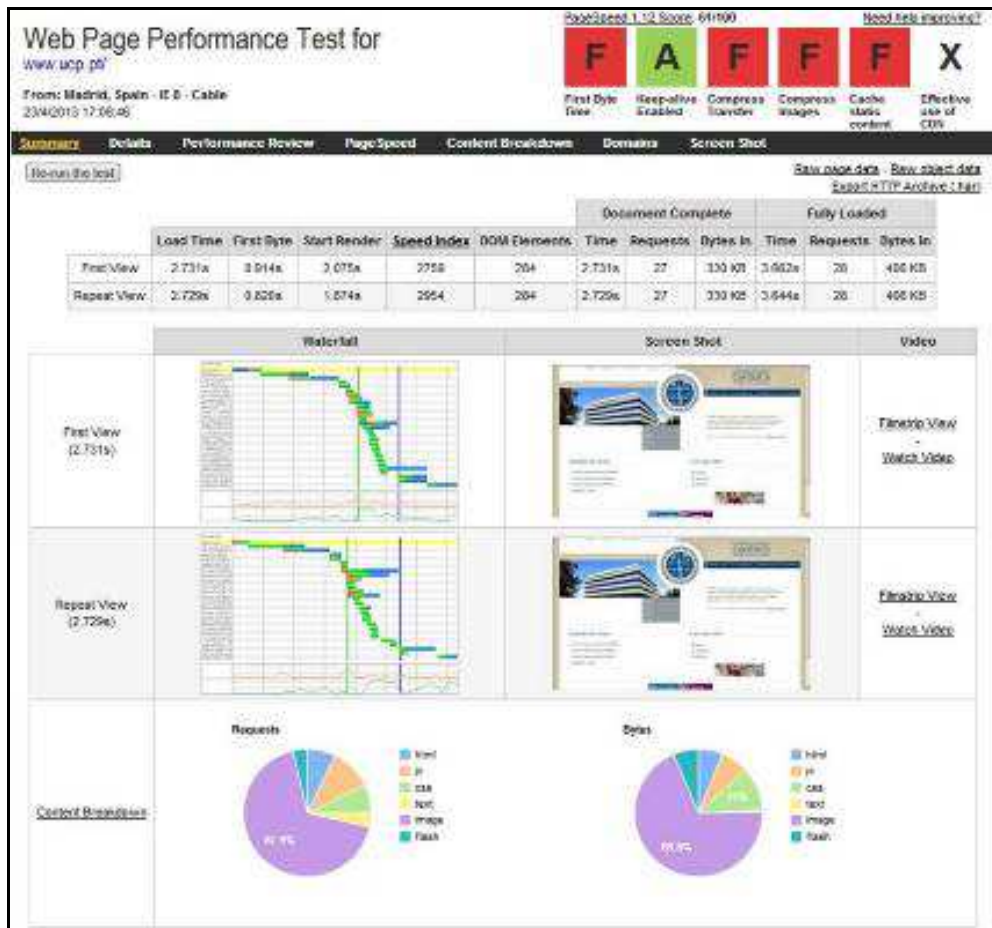 PageSpeed 1.12 Score: 61/100
Need help improving?
Web Page Performance Test for
www.ucp.pt/
From: Madrid, Spain - IE 8 - Cable
23/4/2013 17:06:46
F A F F F X
First Byte Time
Keep-alive Enabled
Compress Transfer
Compress Images
Cache static content
Effective use of CDN
Summary Details Performance Review PageSpeed Content Breakdown Domains Screen Shot
Re-run the test
Raw page data - Raw object data
Export HTTP Archive (.har)
Document Complete Fully Loaded
Load Time First Byte Start Render Speed Index DOM Elements Time Requests Bytes In Time Requests Bytes In
First View 2.731s 264 2.731s 27 330 KB 3.662s 28
Repeat View 2.729s 2954 264 2.729s 27 330 KB 3.644s 28
Waterfall Screen Shot Video
First View
(2.731s)
Filmstrip View
-
Watch Video
Repeat View
(2.729s)
Filmstrip View
-
Watch Video
Content Breakdown
Requests
html
js
css
text
image
flash
Bytes
html
js
css
text
image
flash